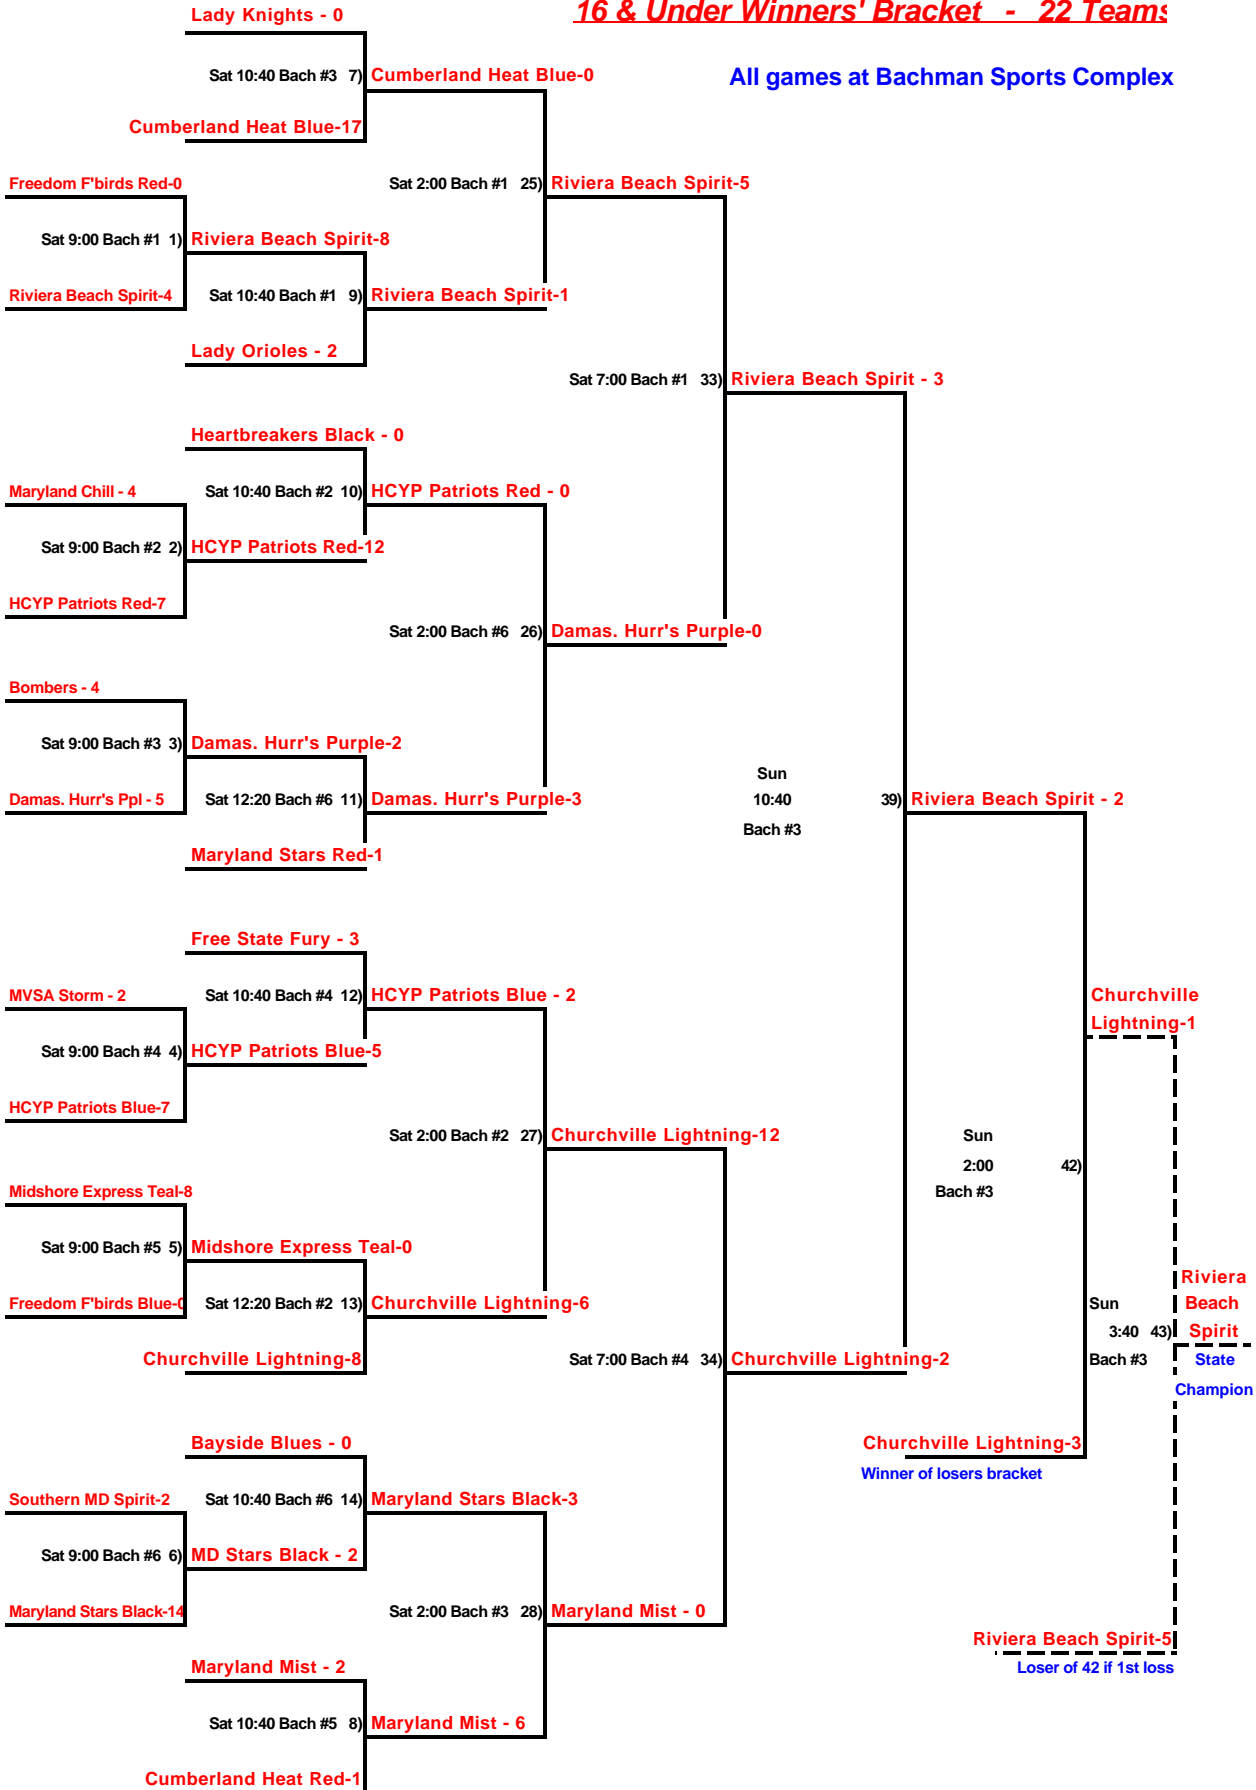 Lady Knights - 0
16 & Under Winners' Bracket - 22 Teams
Sat 10:40 Bach #3 7) Cumberland Heat Blue-0
All games at Bachman Sports Complex
Cumberland Heat Blue-17
Freedom F'birds Red-0
Sat 2:00 Bach #1 25) Riviera Beach Spirit-5
Sat 9:00 Bach #1 1) Riviera Beach Spirit-8
Riviera Beach Spirit-4
Sat 10:40 Bach #1 9) Riviera Beach Spirit-1
Lady Orioles - 2
Sat 7:00 Bach #1 33) Riviera Beach Spirit - 3
Heartbreakers Black - 0
Maryland Chill - 4
Sat 10:40 Bach #2 10) HCYP Patriots Red - 0
Sat 9:00 Bach #2 2) HCYP Patriots Red-12
HCYP Patriots Red-7
Sat 2:00 Bach #6 26) Damas. Hurr's Purple-0
Bombers - 4
Sat 9:00 Bach #3 3) Damas. Hurr's Purple-2
Sun
10:40
Bach #3
39) Riviera Beach Spirit - 2
Damas. Hurr's Ppl - 5
Sat 12:20 Bach #6 11) Damas. Hurr's Purple-3
Maryland Stars Red-1
Free State Fury - 3
MVSA Storm - 2
Sat 10:40 Bach #4 12) HCYP Patriots Blue - 2
Churchville
Lightning-1
Sat 9:00 Bach #4 4) HCYP Patriots Blue-5
HCYP Patriots Blue-7
Sat 2:00 Bach #2 27) Churchville Lightning-12
Sun
2:00 42)
Bach #3
Midshore Express Teal-8
Sat 9:00 Bach #5 5) Midshore Express Teal-0
Freedom F'birds Blue-0
Sat 12:20 Bach #2 13) Churchville Lightning-6
Sun
3:40 43)
Bach #3
Riviera
Beach
Spirit
State
Champion
Churchville Lightning-8
Sat 7:00 Bach #4 34) Churchville Lightning-2
Bayside Blues - 0
Churchville Lightning-3
Winner of losers bracket
Southern MD Spirit-2
Sat 10:40 Bach #6 14) Maryland Stars Black-3
Sat 9:00 Bach #6 6) MD Stars Black - 2
Maryland Stars Black-14
Sat 2:00 Bach #3 28) Maryland Mist - 0
Riviera Beach Spirit-5
Loser of 42 if 1st loss
Maryland Mist - 2
Sat 10:40 Bach #5 8) Maryland Mist - 6
Cumberland Heat Red-1